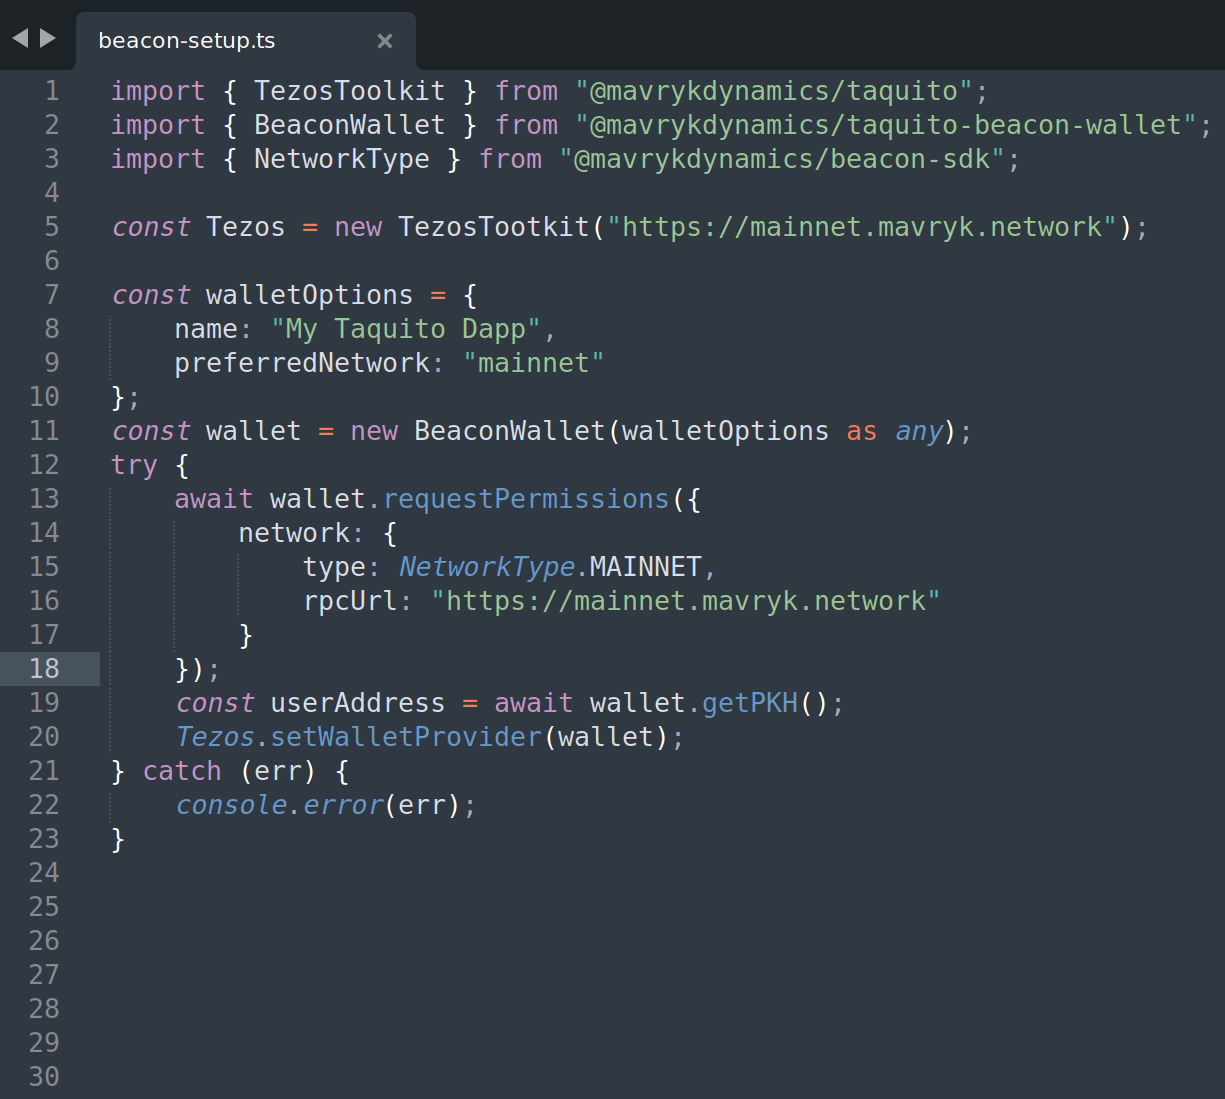 beacon-setup.ts ×
1 import { TezosToolkit } from "@mavrykdynamics/taquito";
2 import { BeaconWallet } from "@mavrykdynamics/taquito-beacon-wallet";
3 import { NetworkType } from "@mavrykdynamics/beacon-sdk";
4
5 const Tezos = new TezosTootkit("https://mainnet.mavryk.network");
6
7 const walletOptions = {
8     name: "My Taquito Dapp",
9     preferredNetwork: "mainnet"
10 };
11 const wallet = new BeaconWallet(walletOptions as any);
12 try {
13     await wallet.requestPermissions({
14         network: {
15             type: NetworkType.MAINNET,
16             rpcUrl: "https://mainnet.mavryk.network"
17         }
18     });
19     const userAddress = await wallet.getPKH();
20     Tezos.setWalletProvider(wallet);
21 } catch (err) {
22     console.error(err);
23 }
24
25
26
27
28
29
30